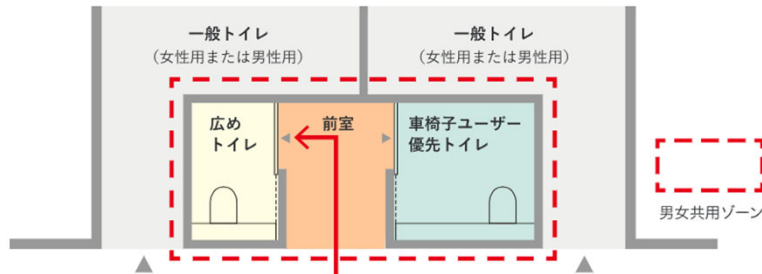 一般トイレ
（女性用または男性用）
一般トイレ
（女性用または男性用）
広め
トイレ
前室
車椅子ユーザー
優先トイレ
男女共用ゾーン